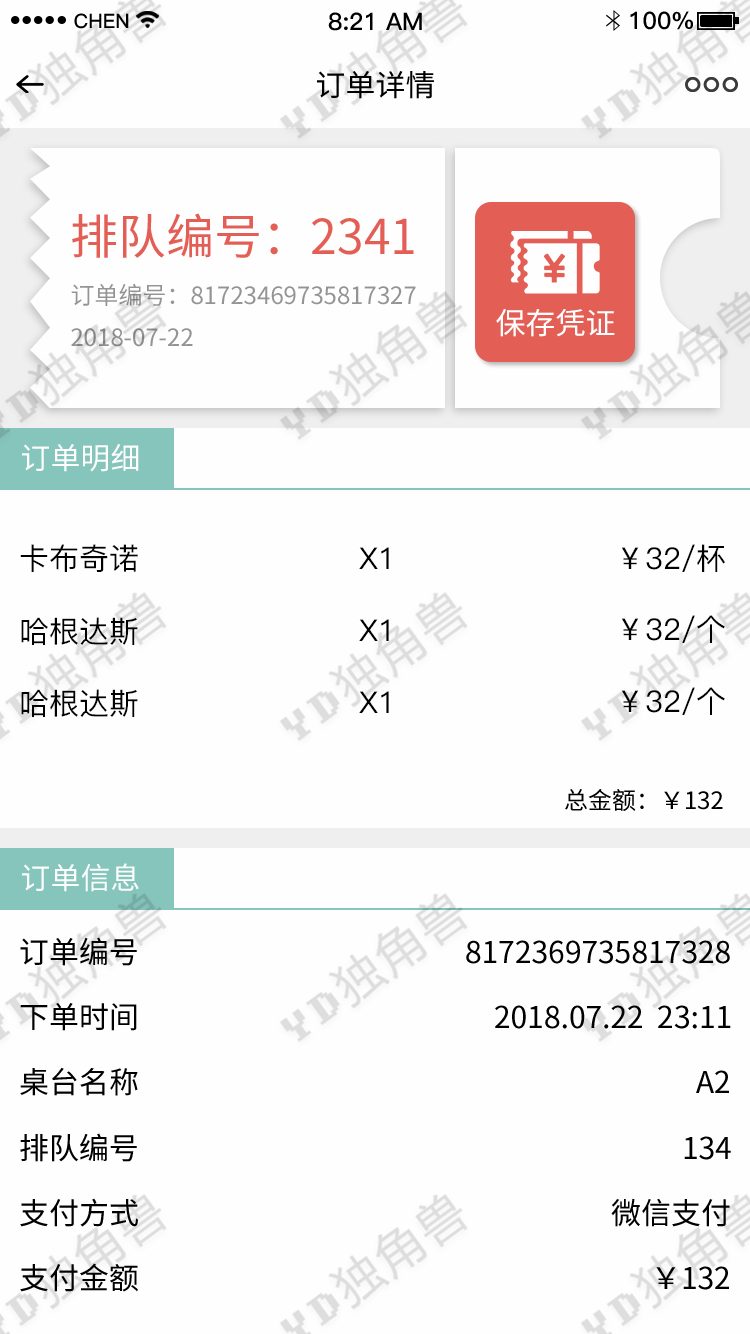 CHEN 8:21 AM 100%
订单详情
排队编号：2341
订单编号：81723469735817327
2018-07-22
保存凭证
订单明细
卡布奇诺 X1 ￥32/杯
哈根达斯 X1 ￥32/个
哈根达斯 X1 ￥32/个
总金额：￥132
订单信息
订单编号 8172369735817328
下单时间 2018.07.22 23:11
桌台名称 A2
排队编号 134
支付方式 微信支付
支付金额 ￥132
YD独角兽